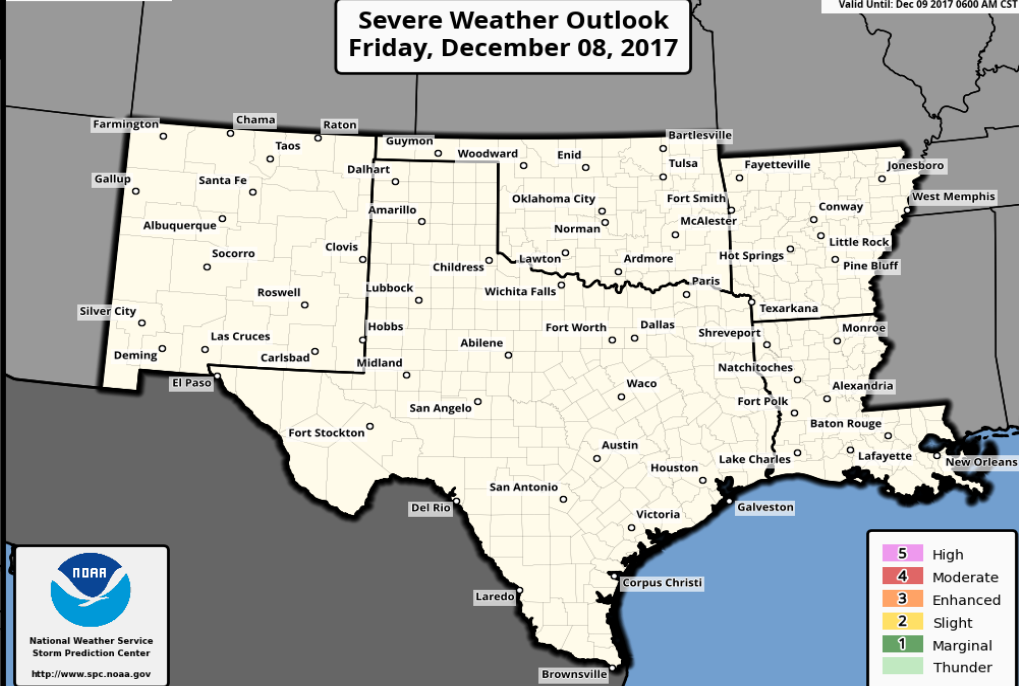 Valid Until: Dec 09 2017 0600 AM CST
Severe Weather Outlook
Friday, December 08, 2017
Farmington
Chama
Raton
Guymon
Bartlesville
Taos
Woodward
Enid
Tulsa
Fayetteville
Jonesboro
Dalhart
Gallup
Santa Fe
Oklahoma City
Fort Smith
West Memphis
Amarillo
Conway
Albuquerque
Norman
McAlester
Clovis
Little Rock
Socorro
Childress
Lawton
Ardmore
Hot Springs
Pine Bluff
Lubbock
Wichita Falls
Paris
Roswell
Texarkana
Silver City
Hobbs
Fort Worth
Dallas
Shreveport
Monroe
Las Cruces
Abilene
Deming
Carlsbad
Midland
Natchitoches
El Paso
Waco
Alexandria
San Angelo
Fort Polk
Baton Rouge
Fort Stockton
Austin
Lake Charles
Lafayette
New Orleans
Houston
San Antonio
Del Rio
Galveston
Victoria
Corpus Christi
Laredo
Brownsville
NOAA
National Weather Service
Storm Prediction Center
http://www.spc.noaa.gov
5 High
4 Moderate
3 Enhanced
2 Slight
1 Marginal
Thunder